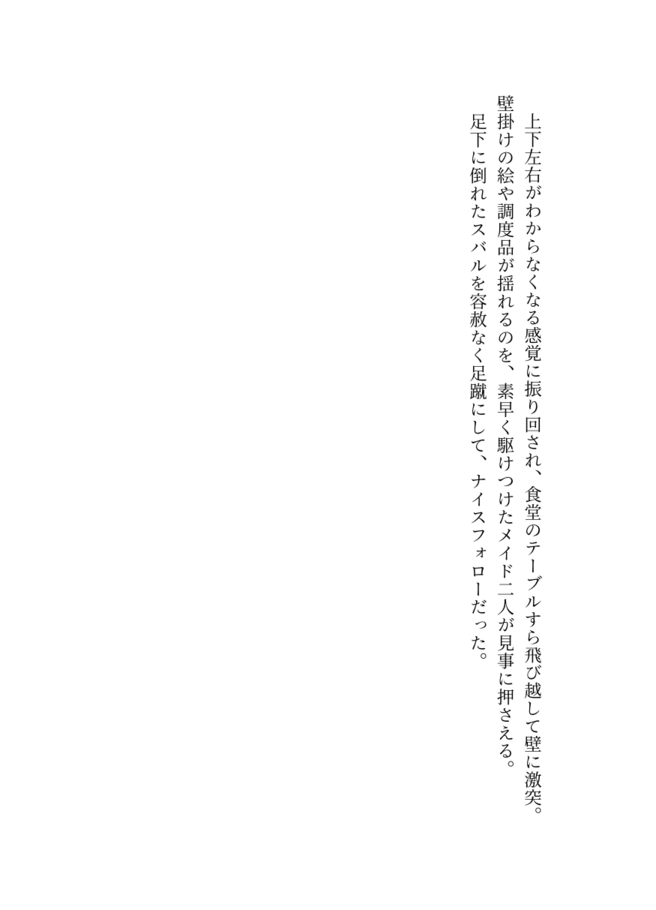 上下左右がわからなくなる感覚に振り回され、食堂のテーブルすら飛び越して壁に激突。
壁掛けの絵や調度品が揺れるのを、素早く駆けつけたメイド二人が見事に押さえる。
　足下に倒れたスバルを容赦なく足蹴にして、ナイスフォローだった。